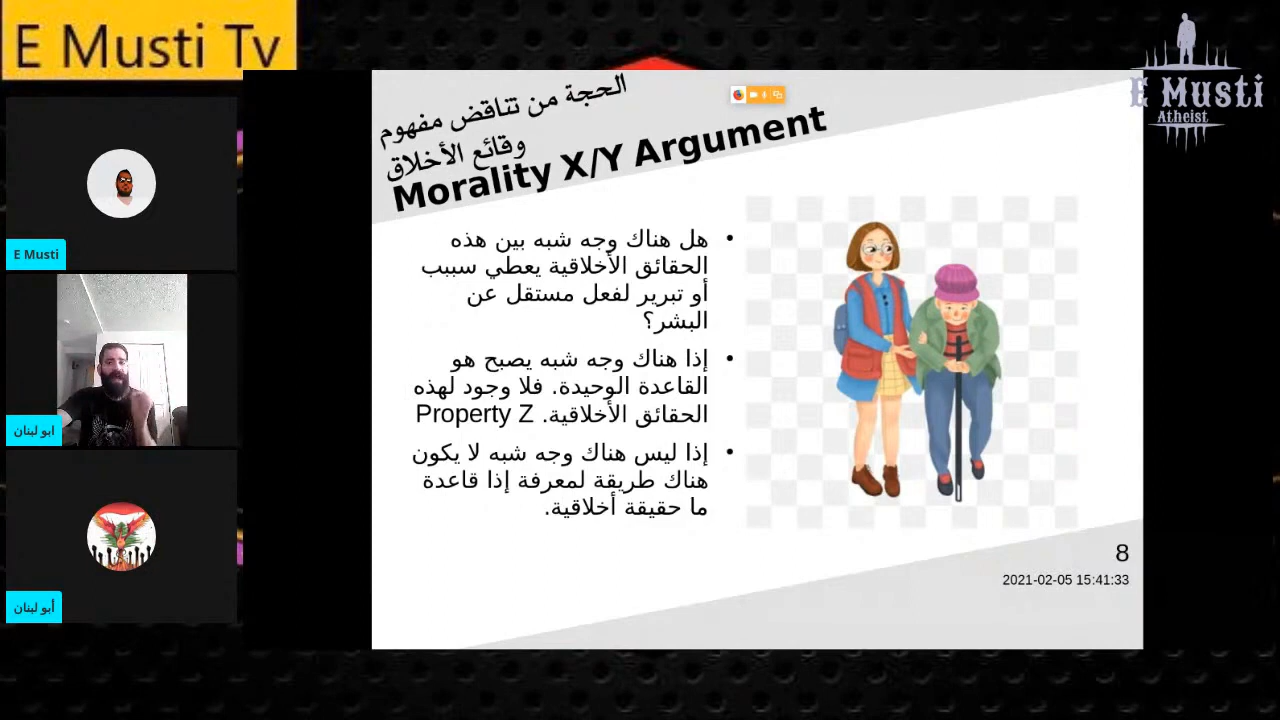 E Musti Tv
E Musti
Atheist
الحجة من تناقض مفهوم
وقائع الأخلاق
Morality X/Y Argument
• هل هناك وجه شبه بين هذه
الحقائق الأخلاقية يعطي سببب
أو تبرير لفعل مستقل عن
البشر؟
• إذا هناك وجه شبه يصبح هو
القاعدة الوحيدة. فلا وجود لهذه
الحقائق الأخلاقية. Property Z
• إذا ليس هناك وجه شبه لا يكون
هناك طريقة لمعرفة إذا قاعدة
ما حقيقة أخلاقية.
8
2021-02-05 15:41:33
E Musti
ابو لبنان
أبو لبنان